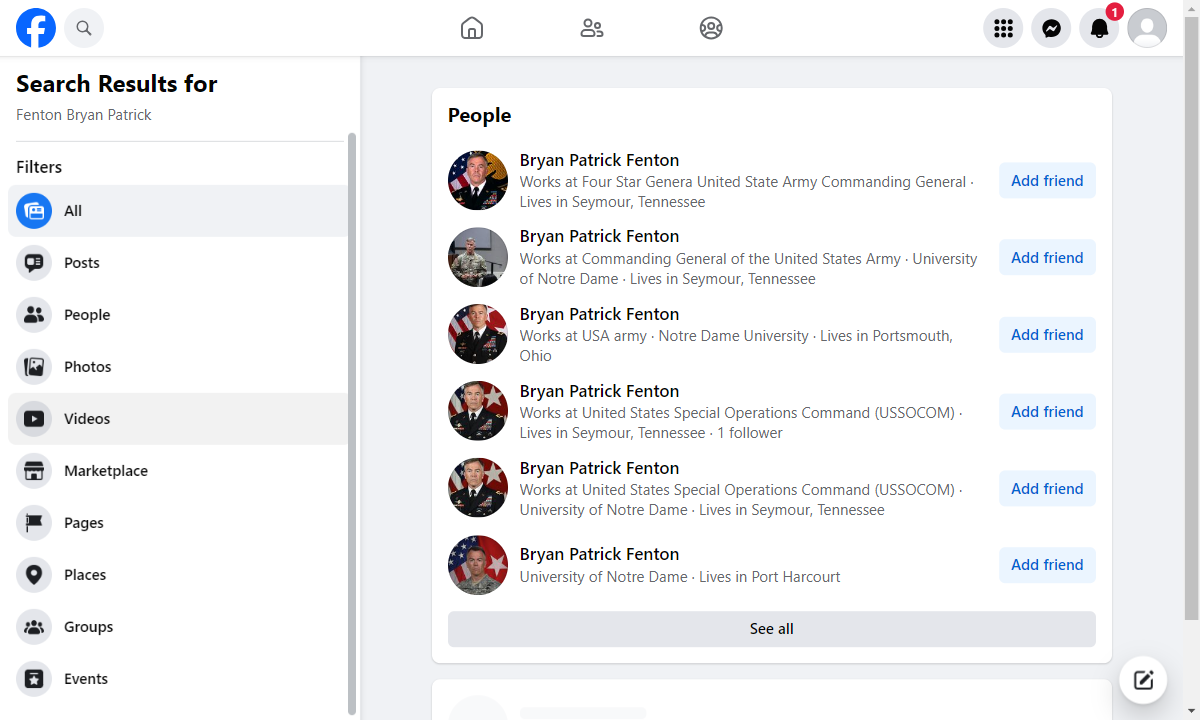 1
Search Results for
Fenton Bryan Patrick
Filters
All
Posts
People
Photos
Videos
Marketplace
Pages
Places
Groups
Events
People
Bryan Patrick Fenton
Works at Four Star Genera United State Army Commanding General ·
Lives in Seymour, Tennessee
Add friend
Bryan Patrick Fenton
Works at Commanding General of the United States Army · University
of Notre Dame · Lives in Seymour, Tennessee
Add friend
Bryan Patrick Fenton
Works at USA army · Notre Dame University · Lives in Portsmouth,
Ohio
Add friend
Bryan Patrick Fenton
Works at United States Special Operations Command (USSOCOM) ·
Lives in Seymour, Tennessee · 1 follower
Add friend
Bryan Patrick Fenton
Works at United States Special Operations Command (USSOCOM) ·
University of Notre Dame · Lives in Seymour, Tennessee
Add friend
Bryan Patrick Fenton
University of Notre Dame · Lives in Port Harcourt
Add friend
See all